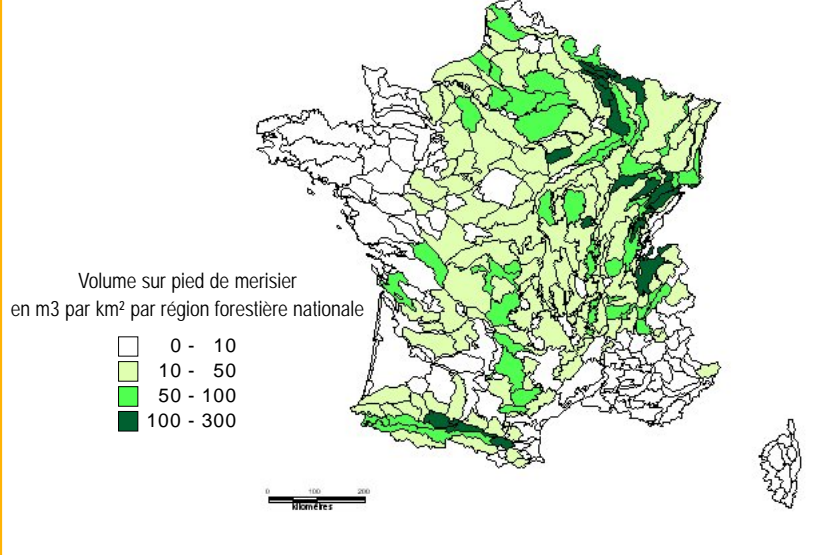 Volume sur pied de merisier
en m3 par km² par région forestière nationale
0 - 10
10 - 50
50 - 100
100 - 300
0 100 200
kilomètres